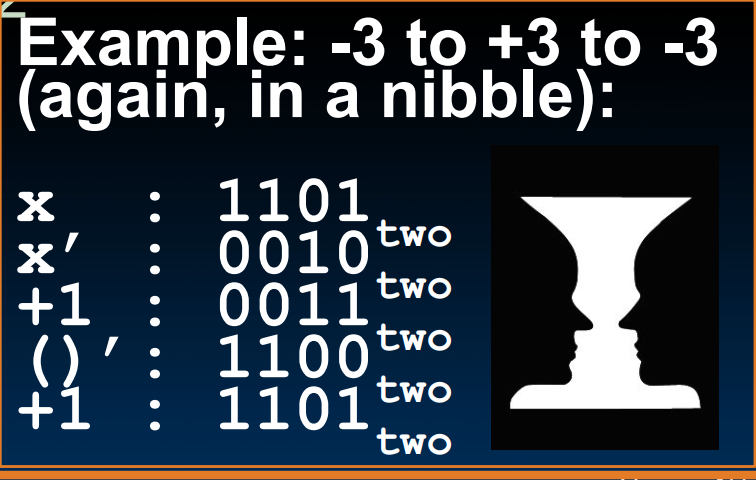 Example: -3 to +3 to -3
(again, in a nibble):
x : 1101two
x′ : 0010two
+1 : 0011two
()′: 1100two
+1 : 1101two